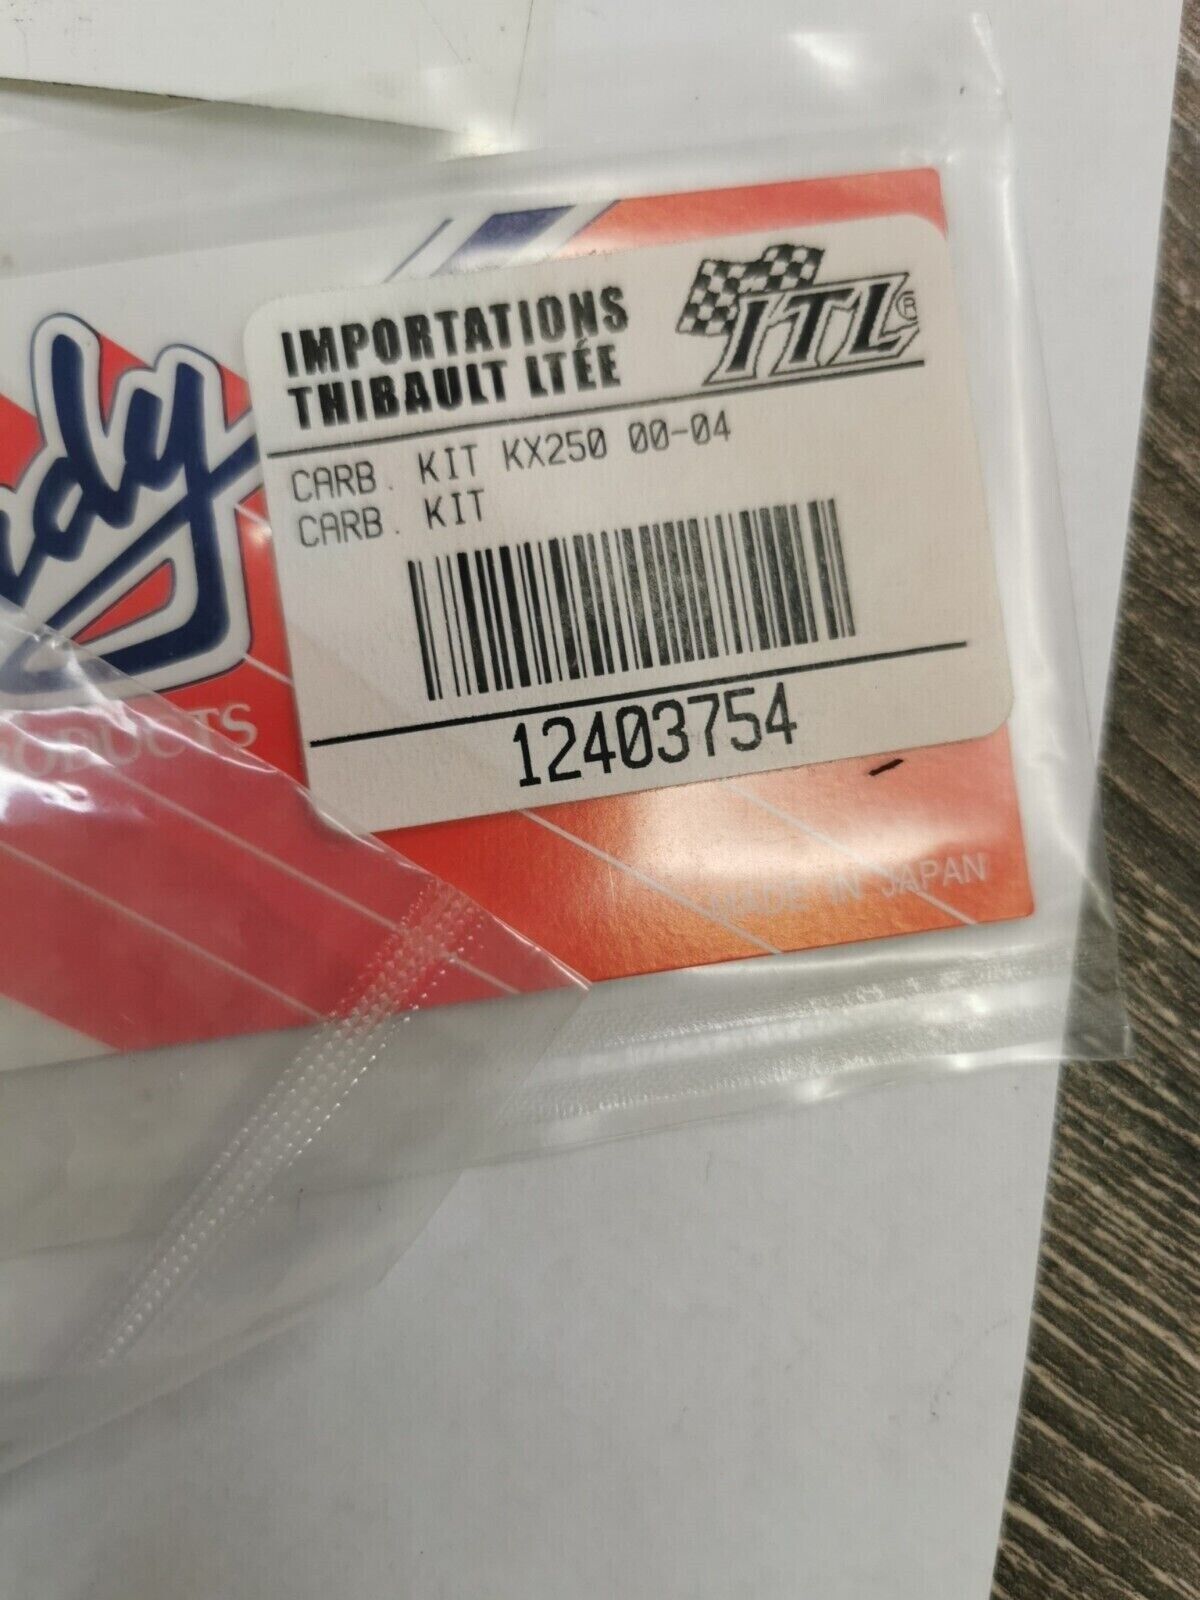 IMPORTATIONS
THIBAULT LTÉE
ITL®
CARB. KIT KX250 00-04
CARB. KIT
12403754
MADE IN JAPAN